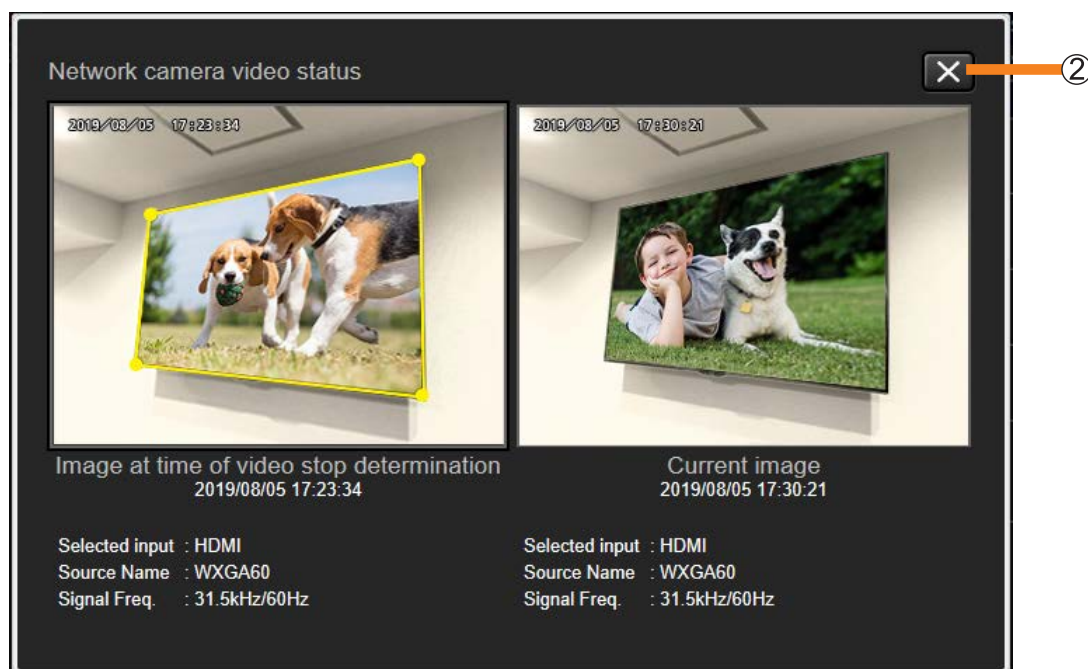 Network camera video status
②
2019/08/05 17:23:34
2019/08/05 17:30:21
Image at time of video stop determination
2019/08/05 17:23:34
Current image
2019/08/05 17:30:21
Selected input : HDMI
Source Name : WXGA60
Signal Freq. : 31.5kHz/60Hz
Selected input : HDMI
Source Name : WXGA60
Signal Freq. : 31.5kHz/60Hz